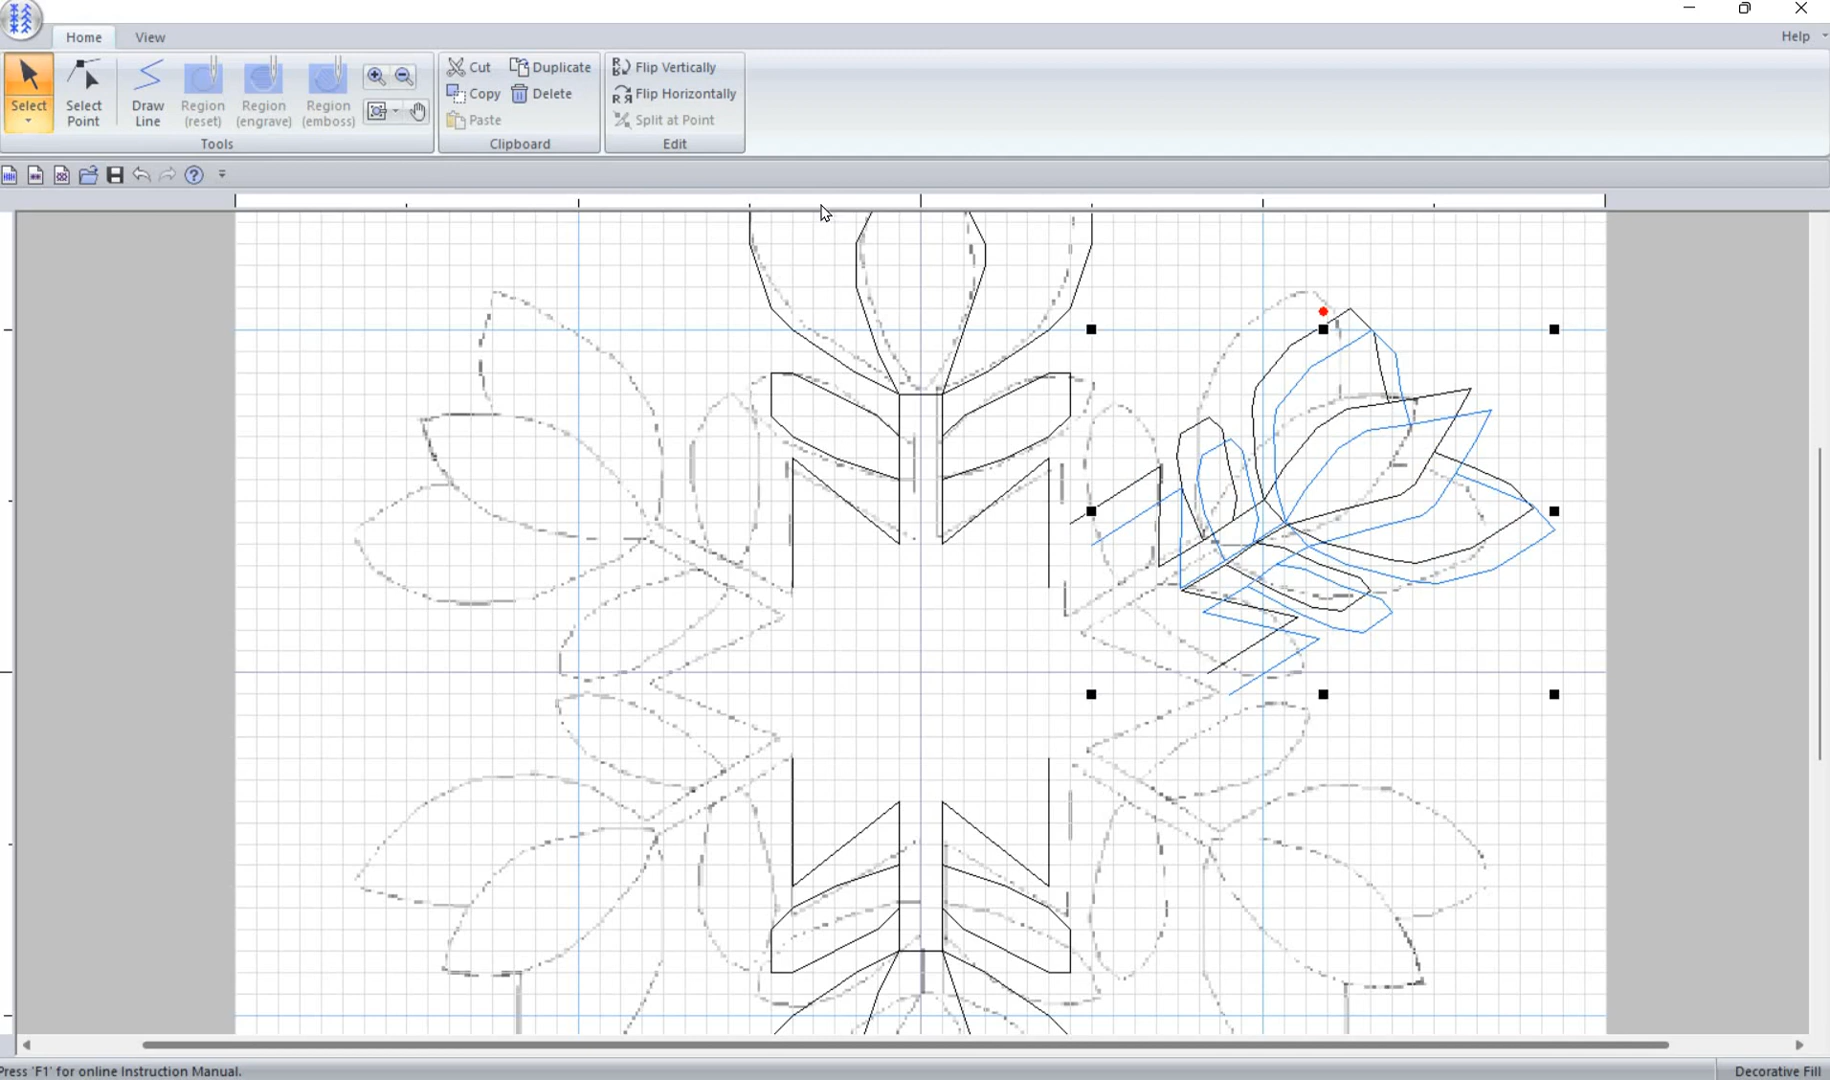 Home View Help
Select
Select Point
Draw Line
Region (reset)
Region (engrave)
Region (emboss)
Tools
Cut Duplicate
Copy Delete
Paste
Clipboard
Flip Vertically
Flip Horizontally
Split at Point
Edit
Press 'F1' for online Instruction Manual.
Decorative Fill